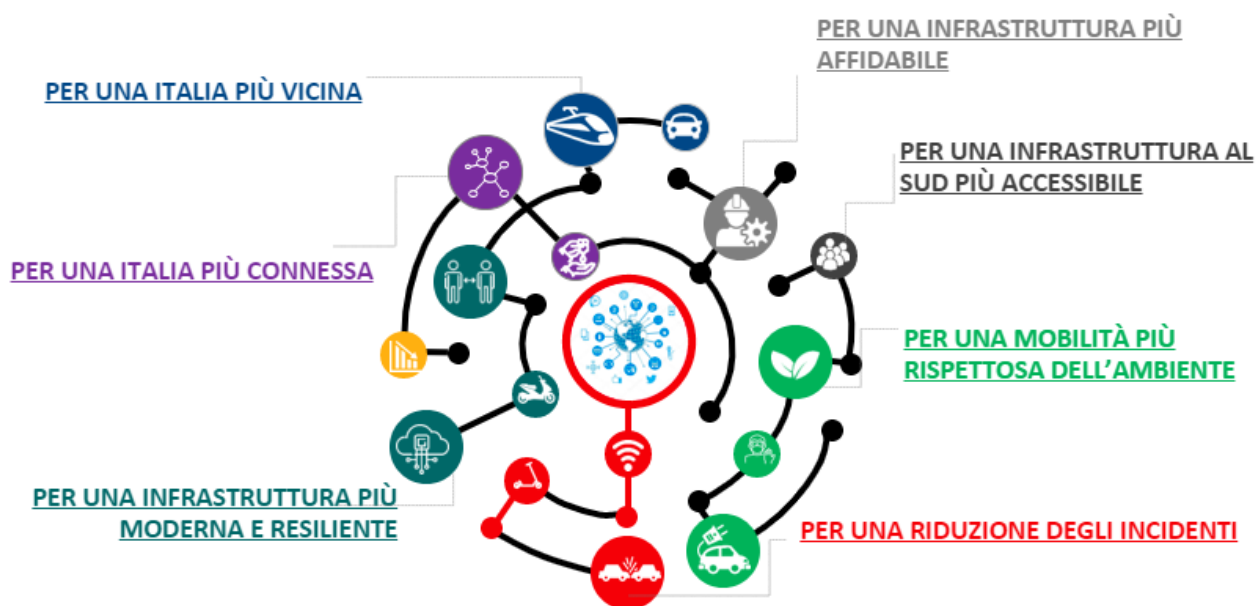 PER UNA INFRASTRUTTURA PIÙ
AFFIDABILE
PER UNA ITALIA PIÙ VICINA
PER UNA INFRASTRUTTURA AL
SUD PIÙ ACCESSIBILE
PER UNA ITALIA PIÙ CONNESSA
PER UNA MOBILITÀ PIÙ
RISPETTOSA DELL’AMBIENTE
PER UNA INFRASTRUTTURA PIÙ
MODERNA E RESILIENTE
PER UNA RIDUZIONE DEGLI INCIDENTI